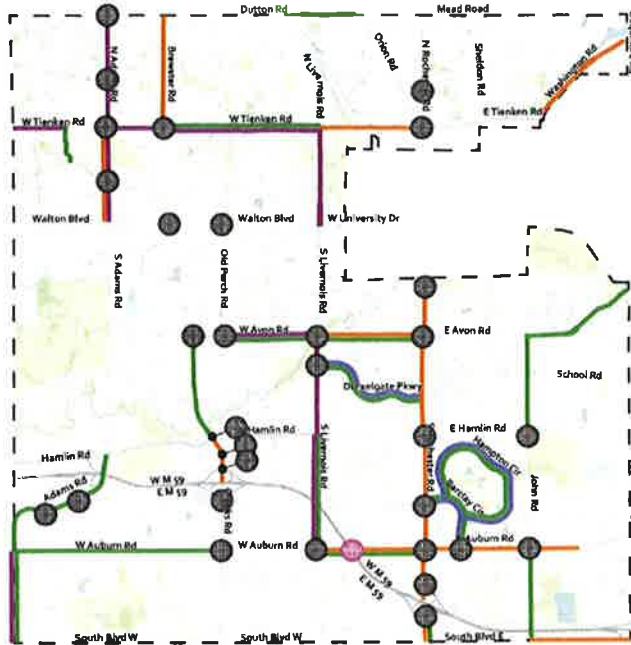 Dutton Rd
Mead Road
N Livernois Rd
Orion Rd
Sheldon Rd
Washington Rd
Brewster Rd
W Tienken Rd
W Tienken Rd
E Tienken Rd
Walton Blvd
Walton Blvd
W University Dr
S Adams Rd
Old Perch Rd
S Livernois Rd
W Avon Rd
E Avon Rd
School Rd
Hamlin Rd
E Hamlin Rd
Hampton Cir
Barclay Cir
John Rd
Hamlin Rd
S Livernois Rd
W M 59
E M 59
Adams Rd
W Auburn Rd
W Auburn Rd
Auburn Rd
W M 59
E M 59
South Blvd W
South Blvd W
South Blvd E